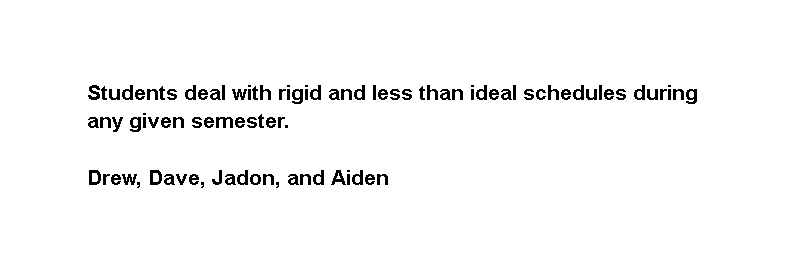 Students deal with rigid and less than ideal schedules during
any given semester.
Drew, Dave, Jadon, and Aiden